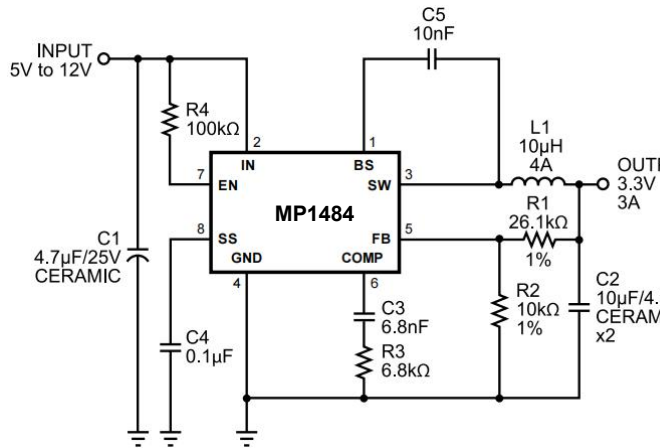 C5
10nF
INPUT
5V to 12V
R4
100kΩ
2
1
IN
BS
L1
10µH
4A
7
EN
SW
3
3.3V
3A
MP1484
R1
26.1kΩ
1%
8
SS
FB
5
C1
4.7µF/25V
CERAMIC
GND
COMP
4
6
R2
10kΩ
1%
C2
x2
C3
6.8nF
C4
0.1µF
R3
6.8kΩ